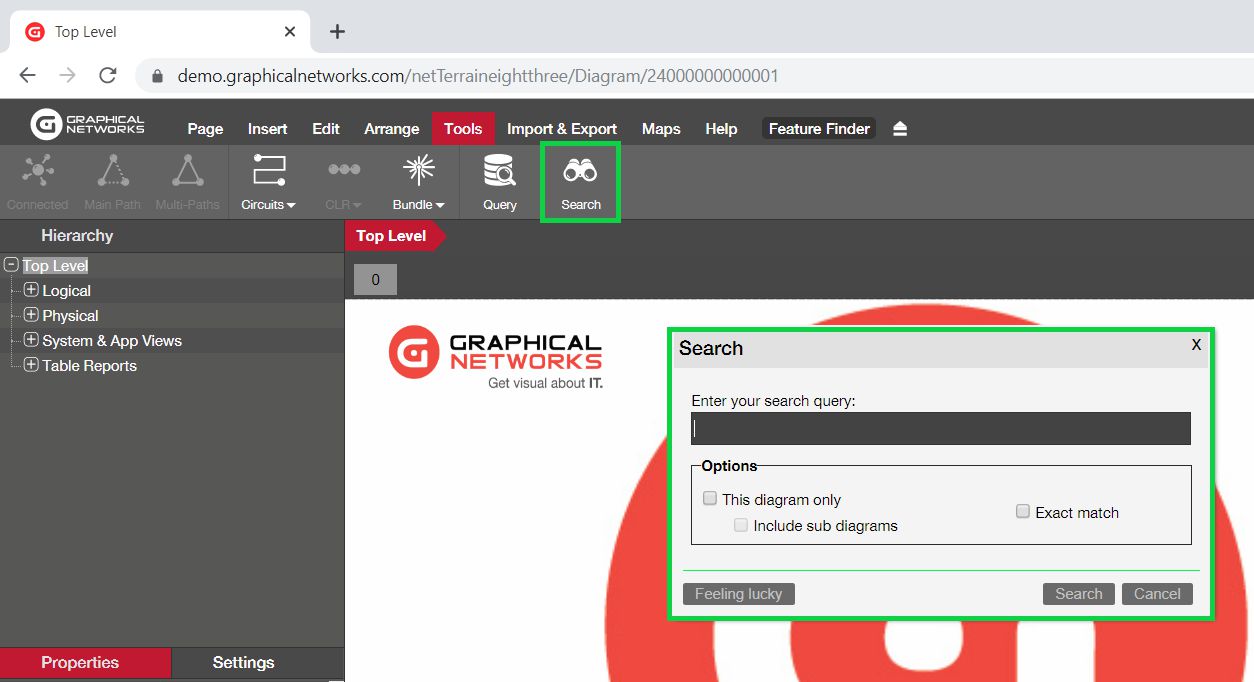 Top Level
demo.graphicalnetworks.com/netTerraineightthree/Diagram/24000000000001
GRAPHICAL
NETWORKS
Page Insert Edit Arrange Tools Import & Export Maps Help Feature Finder
Connected Main Path Multi-Paths Circuits CLR Bundle Query Search
Hierarchy
Top Level
Top Level
0
Logical
Physical
System & App Views
Table Reports
GRAPHICAL
NETWORKS
Get visual about IT.
Search X
Enter your search query:
Options
This diagram only
Exact match
Include sub diagrams
Feeling lucky Search Cancel
Properties Settings